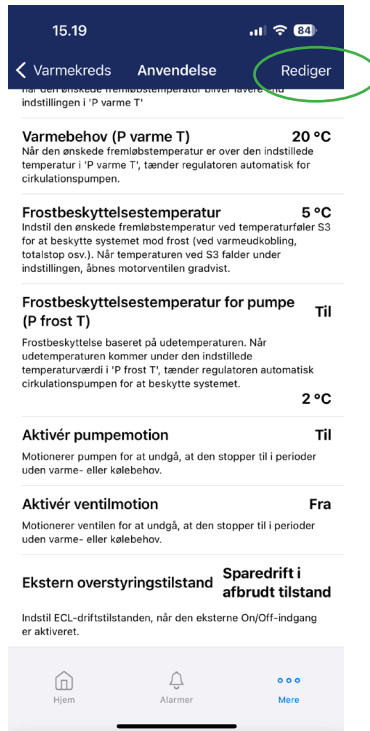 15.19
84
Varmekreds Anvendelse Rediger
indstillingen i 'P varme T'
Varmebehov (P varme T) 20 °C
Når den ønskede fremløbstemperatur er over den indstillede
temperatur i 'P varme T', tænder regulatoren automatisk for
cirkulationspumpen.
Frostbeskyttelsestemperatur 5 °C
Indstil den ønskede fremløbstemperatur ved temperaturføler S3
for at beskytte systemet mod frost (ved varmeudkobling,
totalstop osv.). Når temperaturen ved S3 falder under
indstillingen, åbnes motorventilen gradvist.
Frostbeskyttelsestemperatur for pumpe
(P frost T) Til
Frostbeskyttelse baseret på udetemperaturen. Når
udetemperaturen kommer under den indstillede
temperaturværdi i 'P frost T', tænder regulatoren automatisk
cirkulationspumpen for at beskytte systemet.
2 °C
Aktivér pumpemotion Til
Motionerer pumpen for at undgå, at den stopper til i perioder
uden varme- eller kølebehov.
Aktivér ventilmotion Fra
Motionerer ventilen for at undgå, at den stopper til i perioder
uden varme- eller kølebehov.
Ekstern overstyringstilstand Sparedrift i
afbrudt tilstand
Indstil ECL-driftstilstanden, når den eksterne On/Off-indgang
er aktiveret.
Hjem Alarmer Mere